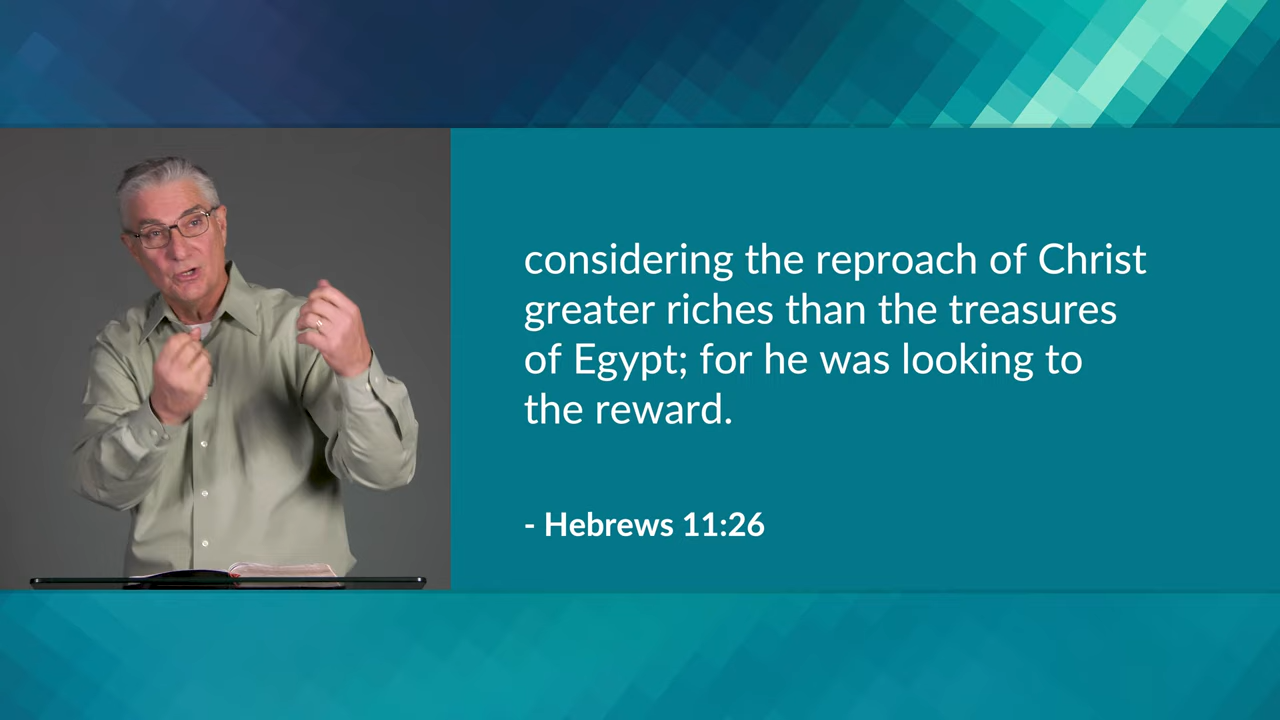 considering the reproach of Christ
greater riches than the treasures
of Egypt; for he was looking to
the reward.
- Hebrews 11:26